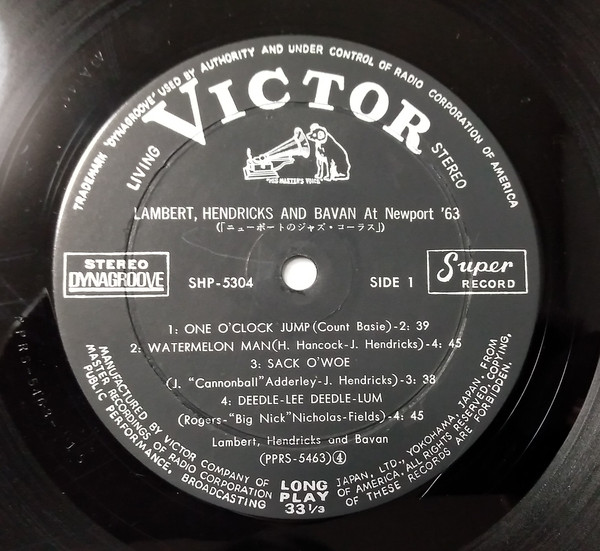 TRADEMARK "DYNAGROOVE" USED BY AUTHORITY AND UNDER CONTROL OF RADIO CORPORATION OF AMERICA
LIVING VICTOR STEREO
"HIS MASTER'S VOICE"
LAMBERT, HENDRICKS AND BAVAN At Newport '63
(「ニューポートのジャズ・コーラス」)
STEREO
DYNAGROOVE
SHP-5304
SIDE 1
Super
RECORD
1: ONE O'CLOCK JUMP(Count Basie)-2: 39
2: WATERMELON MAN(H. Hancock-J. Hendricks)-4: 45
3: SACK O'WOE
(J. "Cannonball"Adderley-J. Hendricks)-3: 38
4: DEEDLE-LEE DEEDLE-LUM
(Rogers-"Big Nick"Nicholas-Fields)-4: 45
Lambert, Hendricks and Bavan
(PPRS-5463)④
MANUFACTURED BY VICTOR COMPANY OF JAPAN, LTD., YOKOHAMA, JAPAN, FROM
MASTER RECORDINGS OF RADIO CORPORATION OF AMERICA. ALL RIGHTS RESERVED. COPYING,
PUBLIC PERFORMANCE, BROADCASTING OF THESE RECORDS ARE FORBIDDEN.
LONG
PLAY
33 1/3